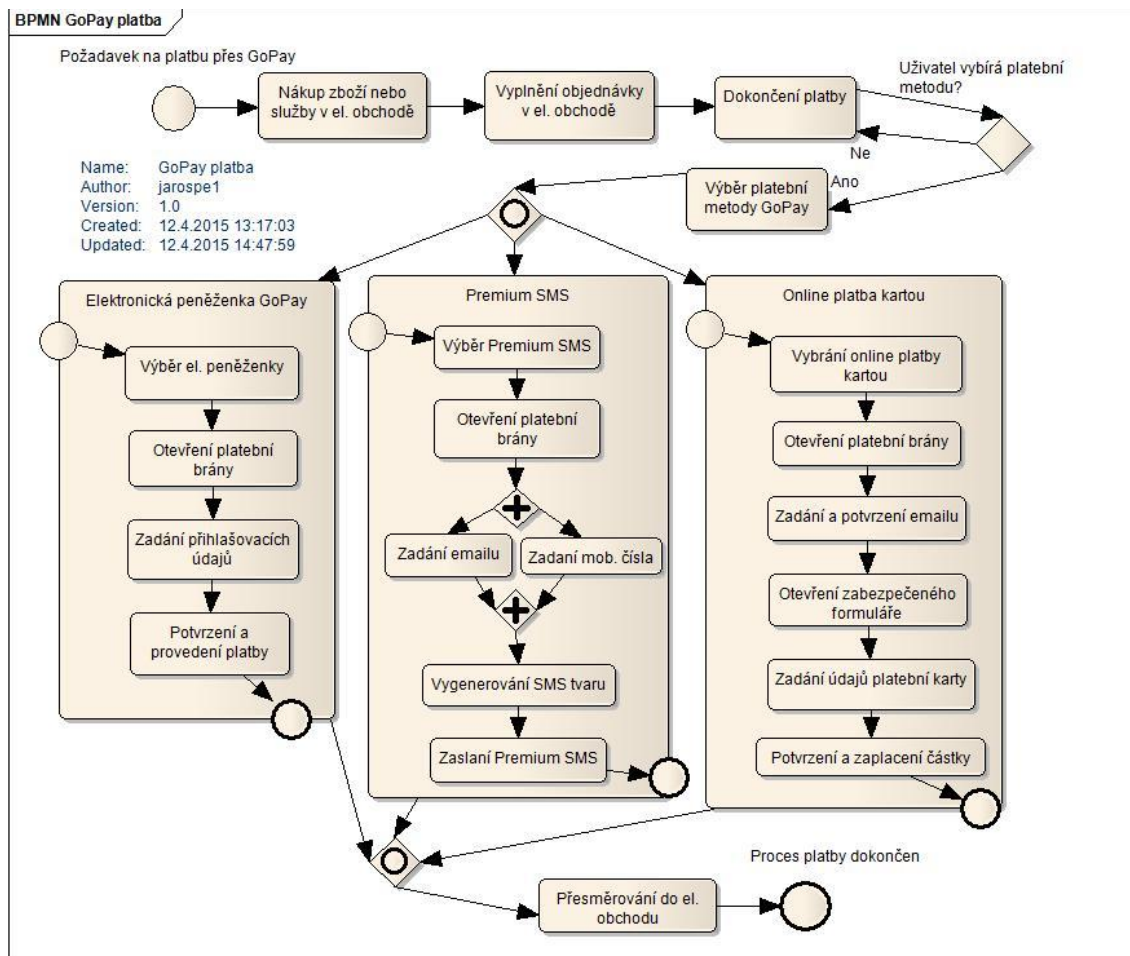 BPMN GoPay platba
Požadavek na platbu přes GoPay
Nákup zboží nebo
služby v el. obchodě
Vyplnění objednávky
v el. obchodě
Dokončení platby
Uživatel vybírá platební
metodu?
Ne
Ano
Výběr platební
metody GoPay
Name: GoPay platba
Author: jarospe1
Version: 1.0
Created: 12.4.2015 13:17:03
Updated: 12.4.2015 14:47:59
Elektronická peněženka GoPay
Výběr el. peněženky
Otevření platební
brány
Zadání přihlašovacích
údajů
Potvrzení a
provedení platby
Premium SMS
Výběr Premium SMS
Otevření platební
brány
Zadání emailu
Zadaní mob. čísla
Vygenerování SMS tvaru
Zaslaní Premium SMS
Online platba kartou
Vybrání online platby
kartou
Otevření platební brány
Zadání a potvrzení emailu
Otevření zabezpečeného
formuláře
Zadání údajů platební karty
Potvrzení a zaplacení částky
Přesměrování do el.
obchodu
Proces platby dokončen